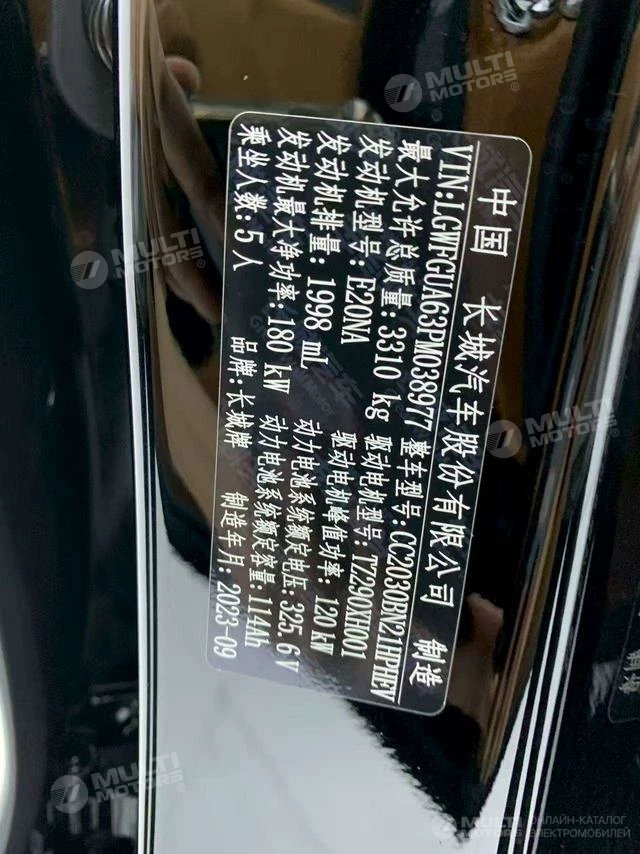 中国 长城汽车股份有限公司 制造
VIN:LGWFGUA63PM038977 整车型号:CC2030BN21HPHEV
最大允许总质量:3310 kg 驱动电机型号:TZ290XH001
发动机型号:E20NA 驱动电机峰值功率:120 kW
发动机排量:1998 mL 动力电池系统额定电压:325.6V
发动机最大净功率:180 kW 动力电池系统额定容量:114Ah
乘坐人数:5人 品牌:长城牌 制造年月:2023-09
MULTI
MOTORS®
MULTI
MOTORS®
MULTI
MOTORS®
MULTI
MOTORS®
MULTI
MOTORS
ОНЛАЙН-КАТАЛОГ
ЭЛЕКТРОМОБИЛЕЙ